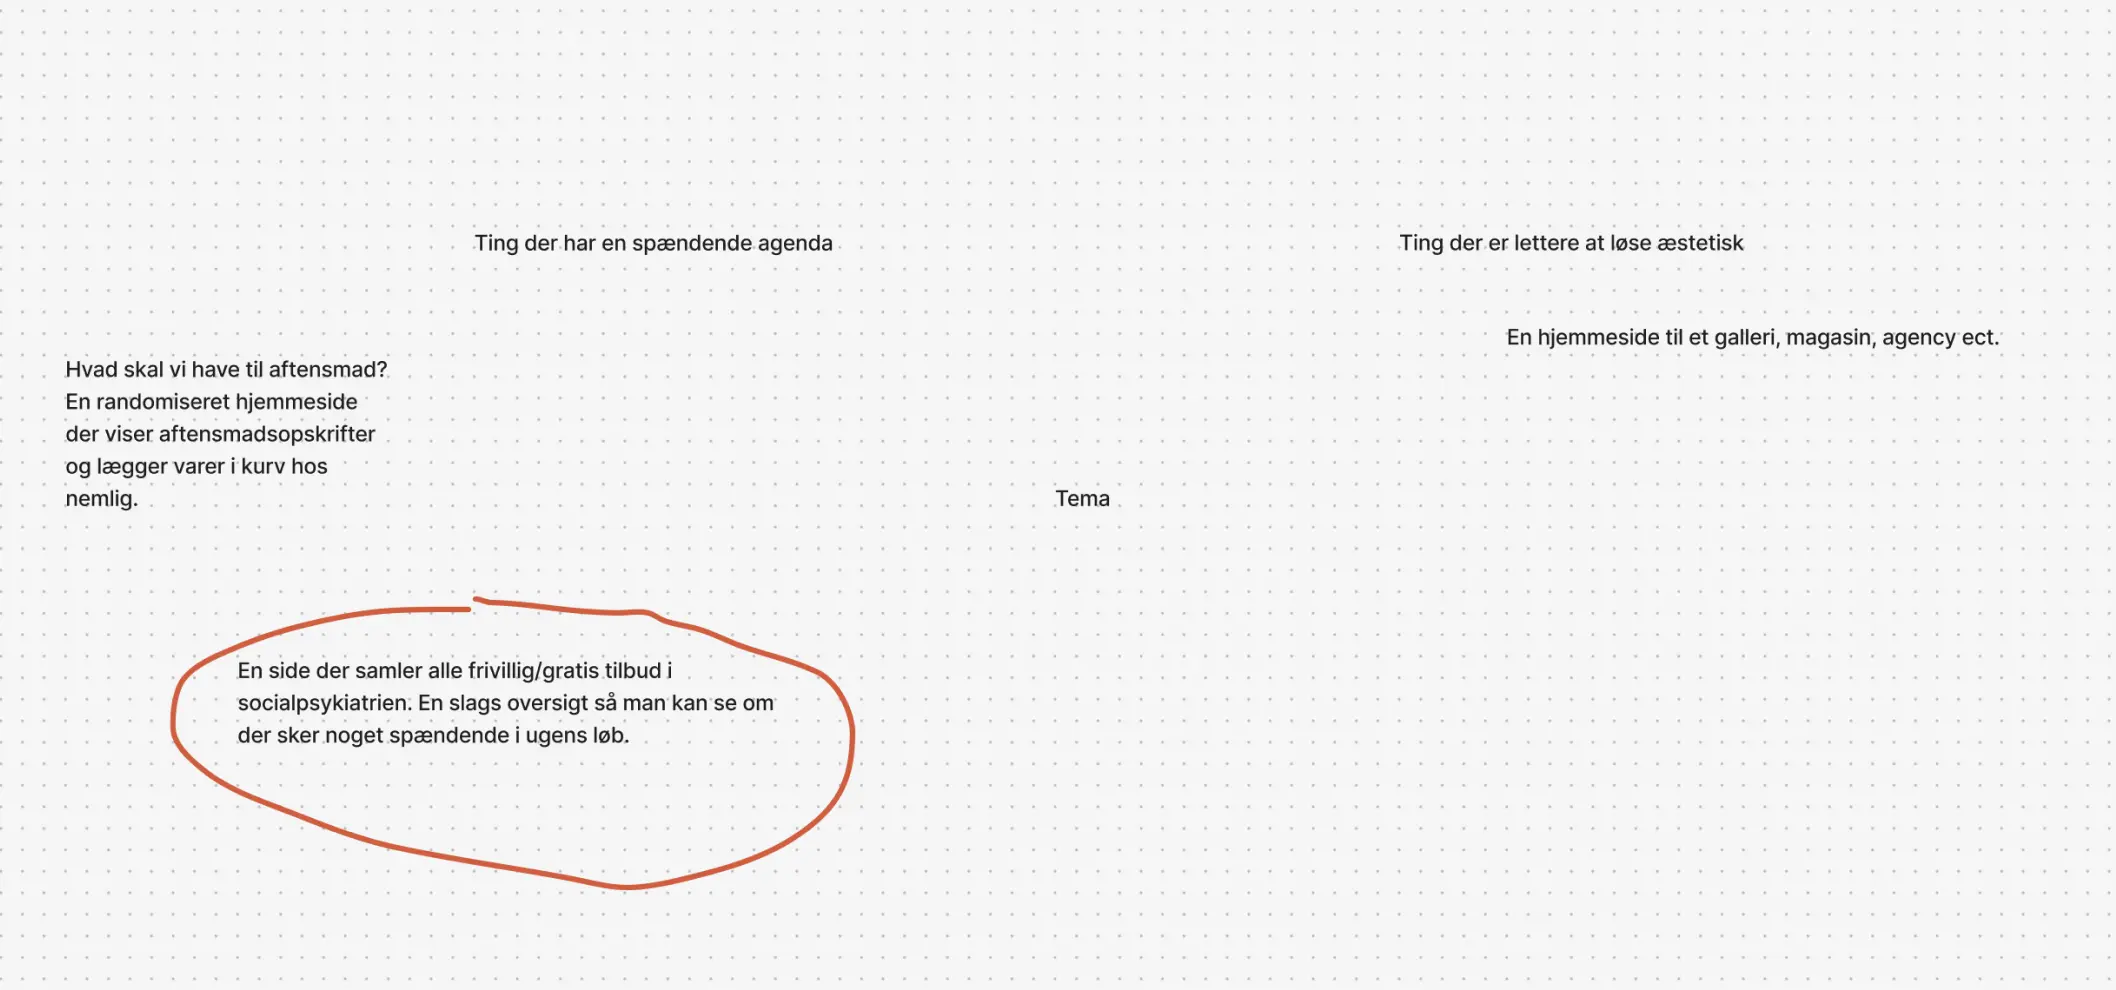 Ting der har en spændende agenda
Ting der er lettere at løse æstetisk
En hjemmeside til et galleri, magasin, agency ect.
Hvad skal vi have til aftensmad?
En randomiseret hjemmeside
der viser aftensmadsopskrifter
og lægger varer i kurv hos
nemlig.
Tema
En side der samler alle frivillig/gratis tilbud i
socialpsykiatrien. En slags oversigt så man kan se om
der sker noget spændende i ugens løb.